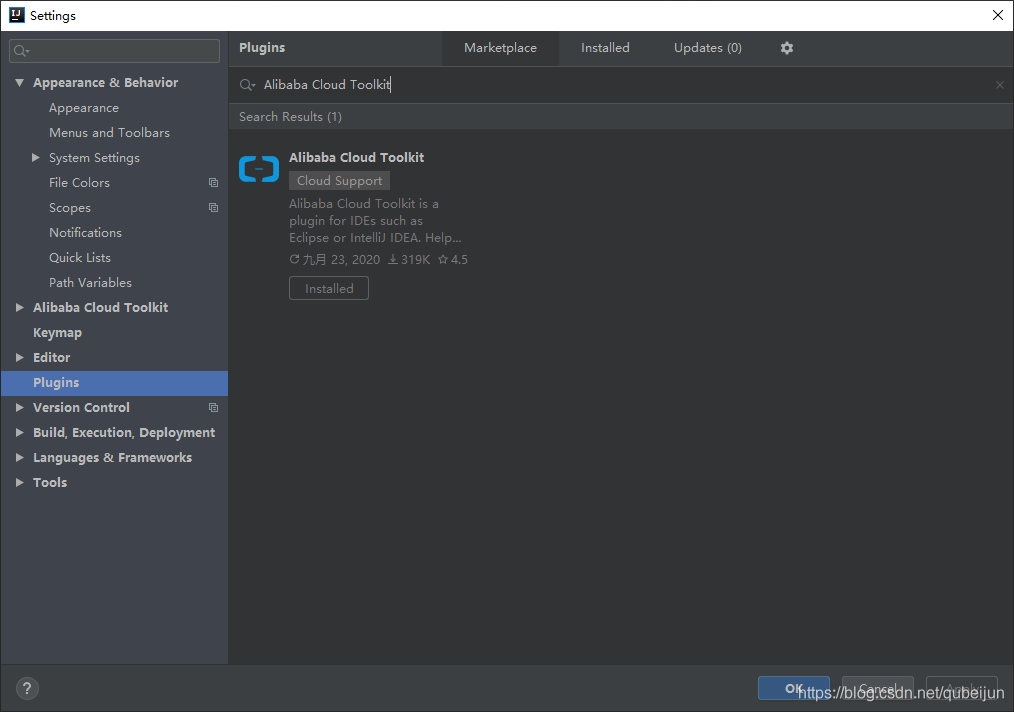 Settings
Plugins
Marketplace
Installed
Updates (0)
Appearance & Behavior
Appearance
Menus and Toolbars
System Settings
File Colors
Scopes
Notifications
Quick Lists
Path Variables
Alibaba Cloud Toolkit
Keymap
Editor
Plugins
Version Control
Build, Execution, Deployment
Languages & Frameworks
Tools
Alibaba Cloud Toolkit
Search Results (1)
Alibaba Cloud Toolkit
Cloud Support
Alibaba Cloud Toolkit is a
plugin for IDEs such as
Eclipse or IntelliJ IDEA. Help...
九月 23, 2020 319K 4.5
Installed
?
OK
Cancel
Apply
https://blog.csdn.net/qubeijun